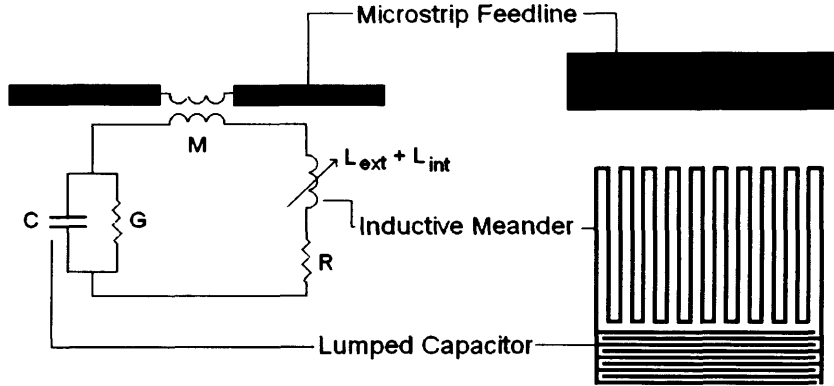 Microstrip Feedline
M
L_ext + L_int
C
G
Inductive Meander
R
Lumped Capacitor